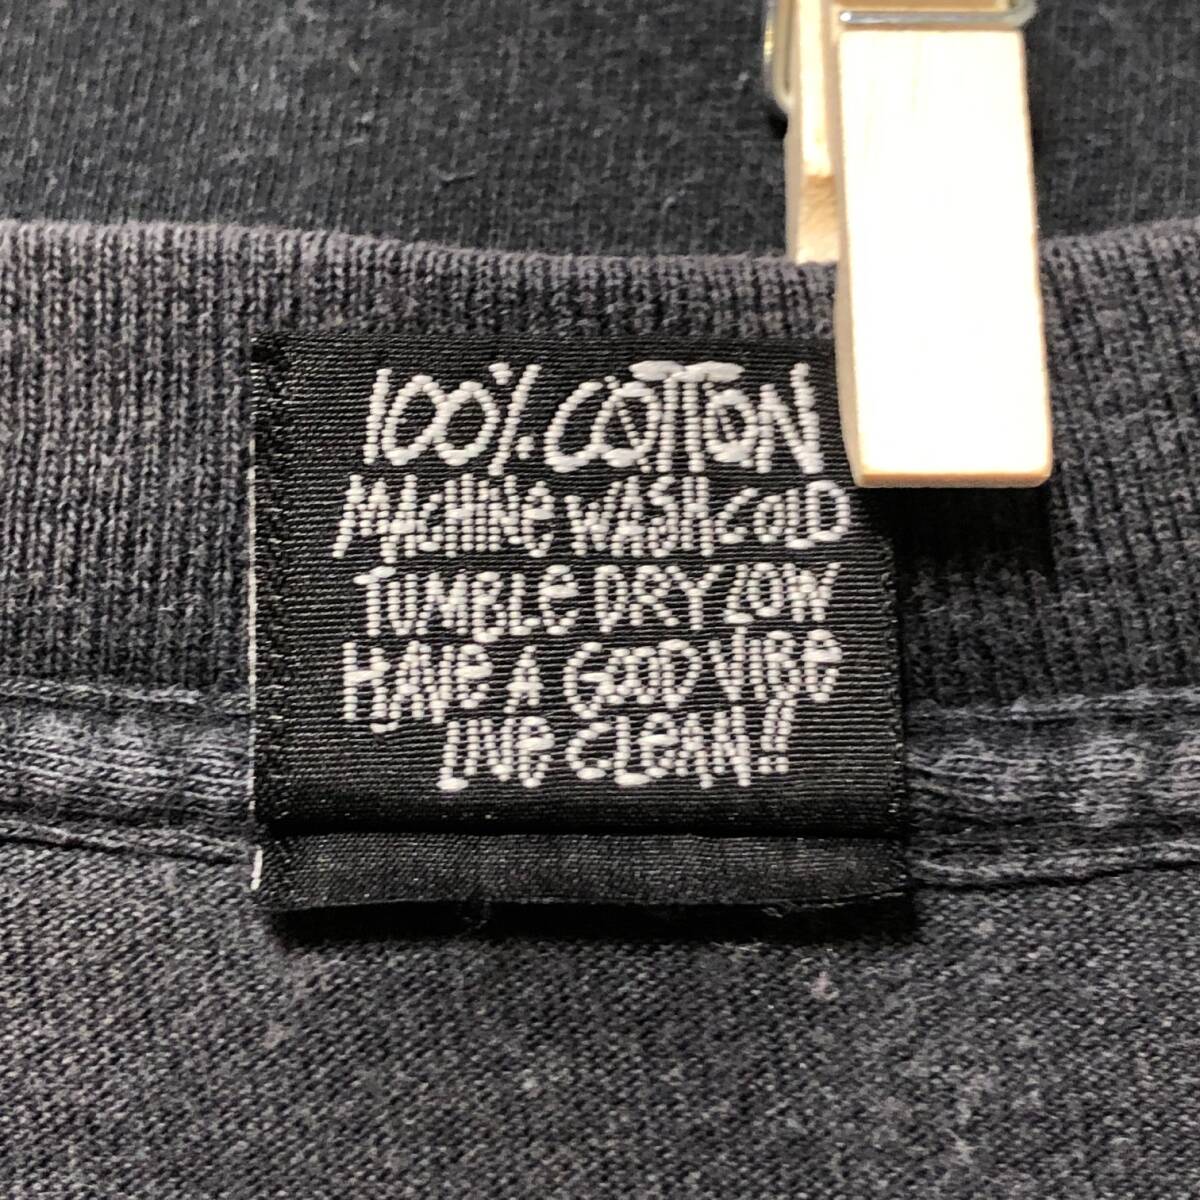 100% COTTON
MACHINe WASH COLD
TUMBLe DRY LOW
HAVe A GOOD VIBe
LIVe CLeAN!!